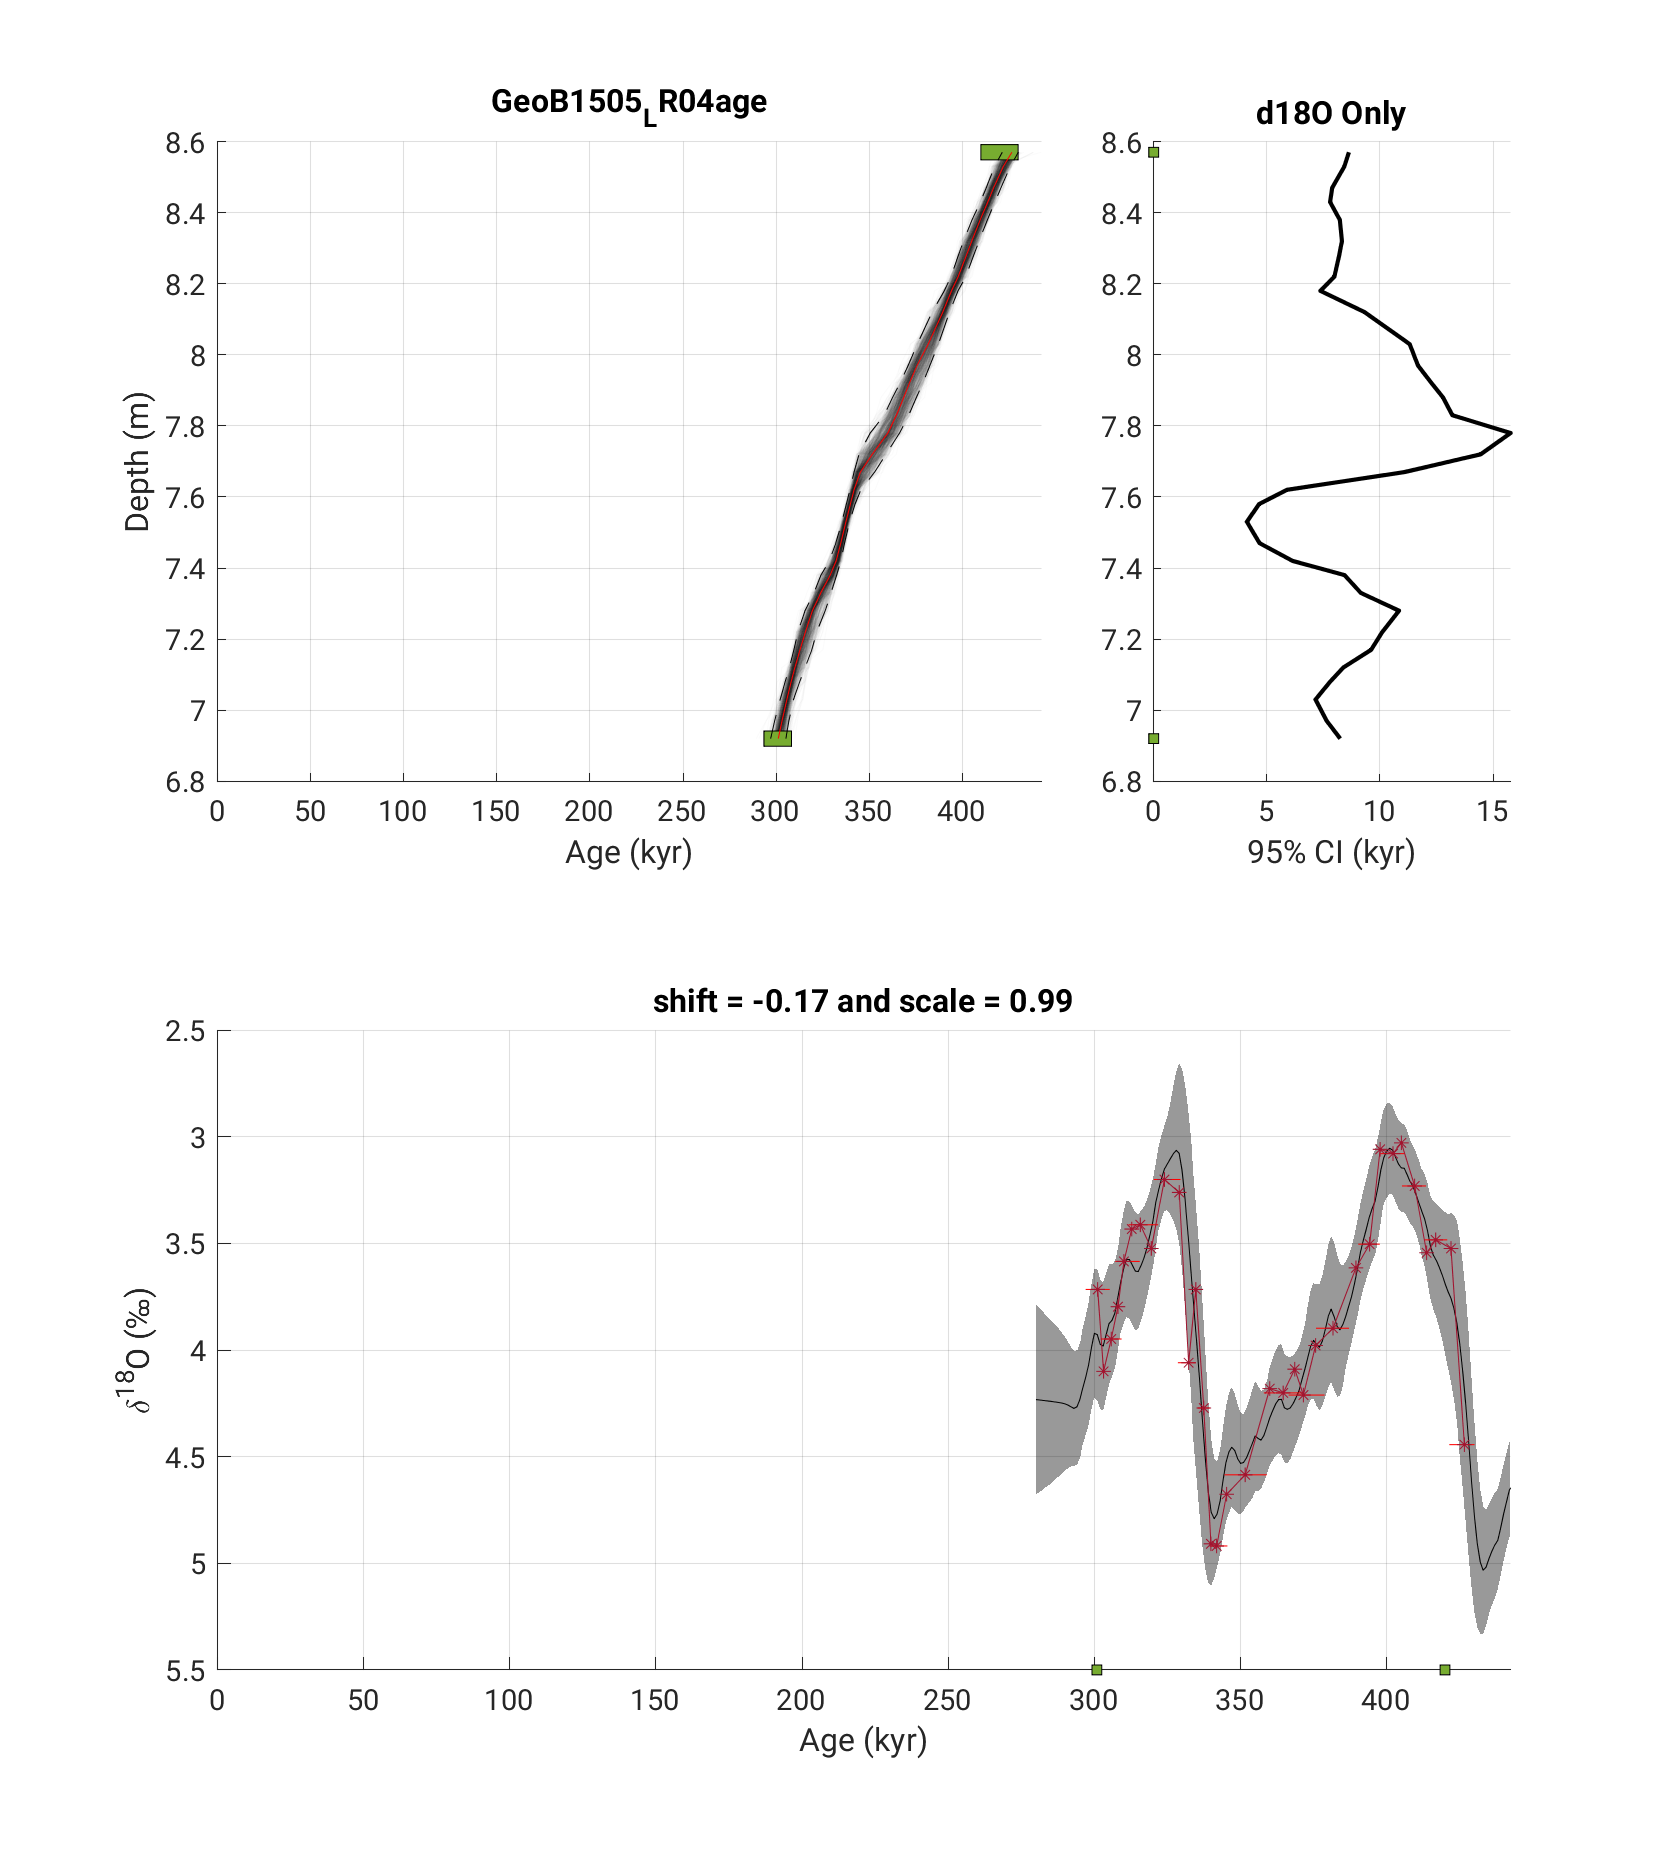 GeoB1505LR04age
d18O Only
8.6
8.4
8.2
8
7.8
7.6
7.4
7.2
7
6.8
Depth (m)
0 50 100 150 200 250 300 350 400
Age (kyr)
8.6
8.4
8.2
8
7.8
7.6
7.4
7.2
7
6.8
0 5 10 15
95% CI (kyr)
shift = -0.17 and scale = 0.99
2.5
3
3.5
4
4.5
5
5.5
δ18O (‰)
0 50 100 150 200 250 300 350 400
Age (kyr)